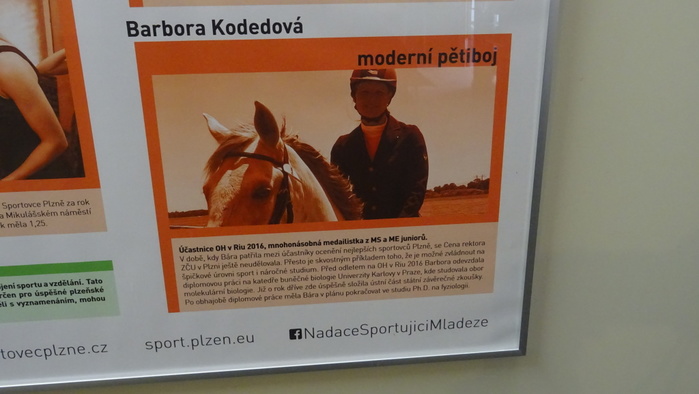 Barbora Kodedová
moderní pětiboj
Sportovce Plzně za rok
a Mikulášském náměstí
k měla 1,25.
Účastnice OH v Riu 2016, mnohonásobná medailistka z MS a ME juniorů.
V době, kdy Bára patřila mezi účastníky ocenění nejlepších sportovců Plzně, se Cena rektora
ZČU v Plzni ještě neudělovala. Přesto je skvostným příkladem toho, že je možné zvládnout na
špičkové úrovni sport i náročné studium. Před odletem na OH v Riu 2016 Barbora odevzdala
diplomovou práci na katedře buněčné biologie Univerzity Karlovy v Praze, kde studovala obor
molekulární biologie. Již o rok dříve zde úspěšně složila ústní část státní závěrečné zkoušky.
Po obhajobě diplomové práce měla Bára v plánu pokračovat ve studiu Ph.D. na fyziologii.
ojení sportu a vzdělání. Tato
rčen pro úspěšné plzeňské
eli s vyznamenáním, mohou
tovecplzne.cz
sport.plzen.eu
NadaceSportujiciMladeze